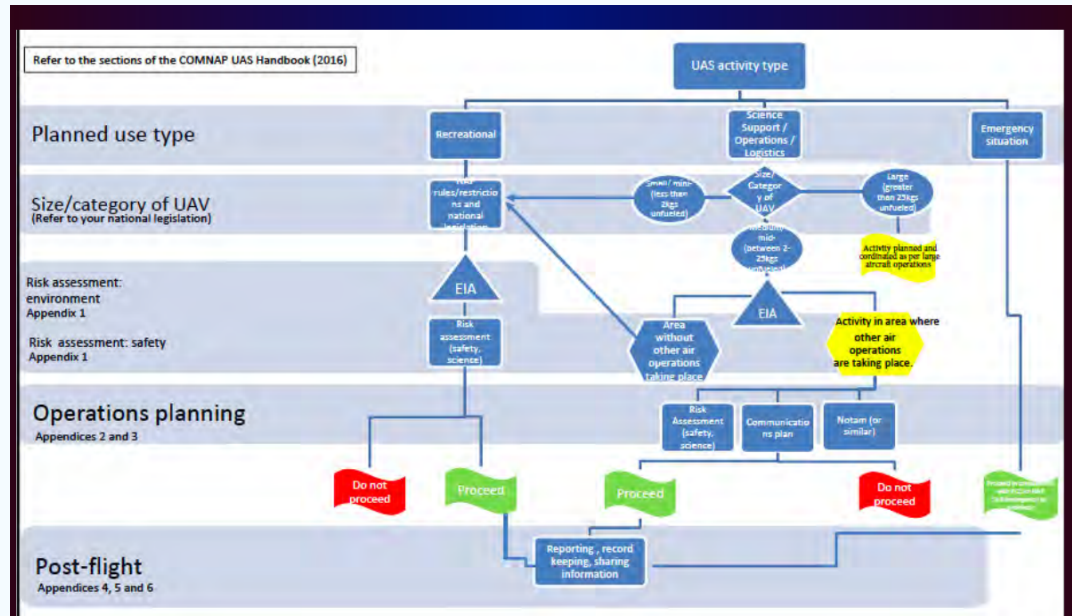 Refer to the sections of the COMNAP UAS Handbook (2016)
UAS activity type
Planned use type
Recreational
Science
Support /
Operations /
Logistics
Emergency
situation
Size/category of UAV
(Refer to your national legislation)
rules/restrictio
ns and
national
legislation
Small/ mini-
(less than
2kgs
unfueled)
Size/
Categor
y of
UAV
Large
(greater
than 25kgs
unfueled)
mid-
(between 2-
25kgs
unfueled)
Activity planned and
cordinated as per large
aircraft operations
Risk assessment:
environment
Appendix 1
Risk assessment: safety
Appendix 1
EIA
Risk
assessment
(safety,
science)
EIA
Area
without
other air
operations
taking place
Activity in area where
other air
operations
are taking place.
Operations planning
Appendices 2 and 3
Risk
Assessment
(safety,
science)
Communicatio
ns plan
Notam (or
similar)
Do not
proceed
Proceed
Proceed
Do not
proceed
Post-flight
Appendices 4, 5 and 6
Reporting , record
keeping, sharing
information